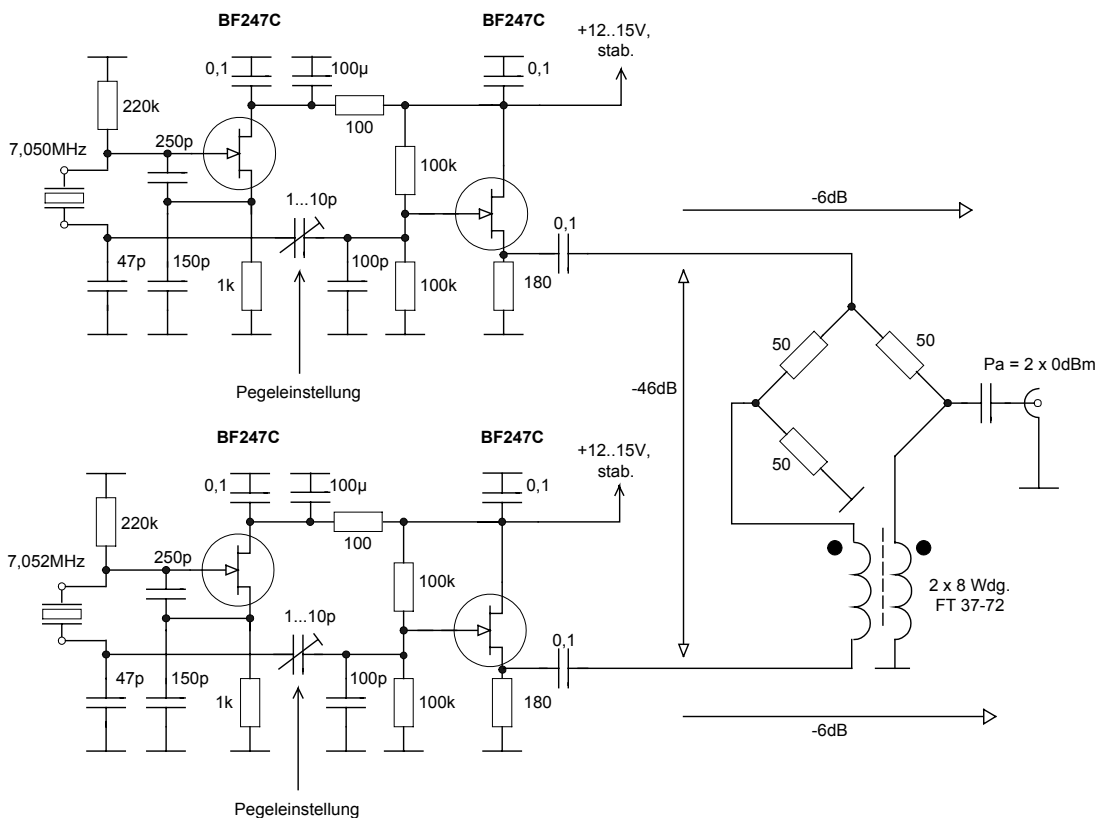 BF247C
BF247C
+12..15V,
stab.
0,1
100µ
0,1
220k
100
7,050MHz
250p
100k
1...10p
-6dB
0,1
47p
150p
1k
100p
100k
180
50
50
Pa = 2 x 0dBm
-46dB
Pegeleinstellung
50
BF247C
BF247C
+12..15V,
stab.
0,1
100µ
0,1
220k
100
7,052MHz
250p
100k
1...10p
0,1
2 x 8 Wdg.
FT 37-72
47p
150p
1k
100p
100k
180
-6dB
Pegeleinstellung